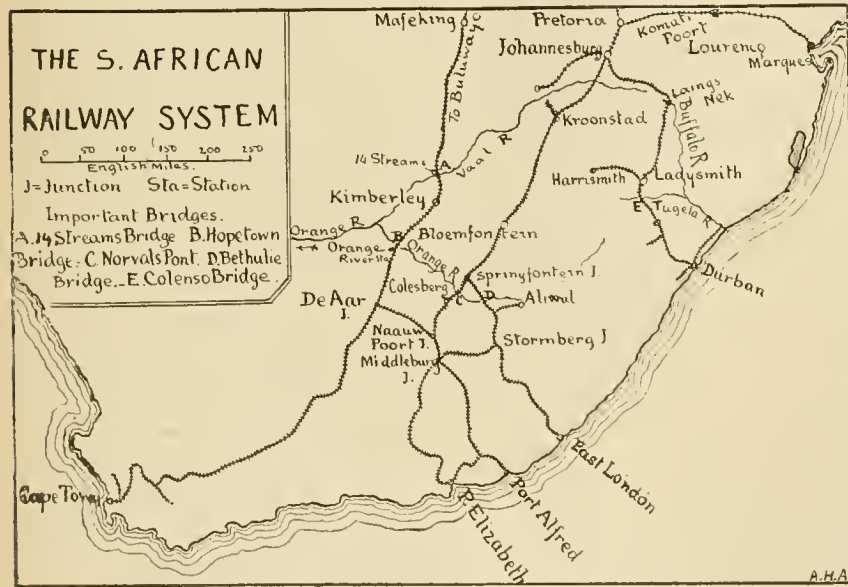 THE S. AFRICAN
RAILWAY SYSTEM
0 50 100 150 200 250
English Miles.
J=Junction Sta=Station
Important Bridges.
A.14 Streams Bridge B.Hopetown
Bridge. C.Norvals Pont. D.Bethulie
Bridge. E.Colenso Bridge.
Mafeking
To Buluwayo
Pretoria
Komati
Poort
Johannesburg
Lourenço
Marques
Laings
Nek
Buffalo R
Kroonstad
14 Streams
A
Vaal R
Kimberley
Harrismith
Ladysmith
E
Tugela R
Orange R
B
Bloemfontein
Orange
River Sta
Orange R
Springfontein J.
Durban
Colesberg
C
D
Aliwal
De Aar
J.
Naauw
Poort J.
Stormberg J
Middleburg
J.
Cape Town
East London
Port Alfred
P. Elizabeth
A.H.A